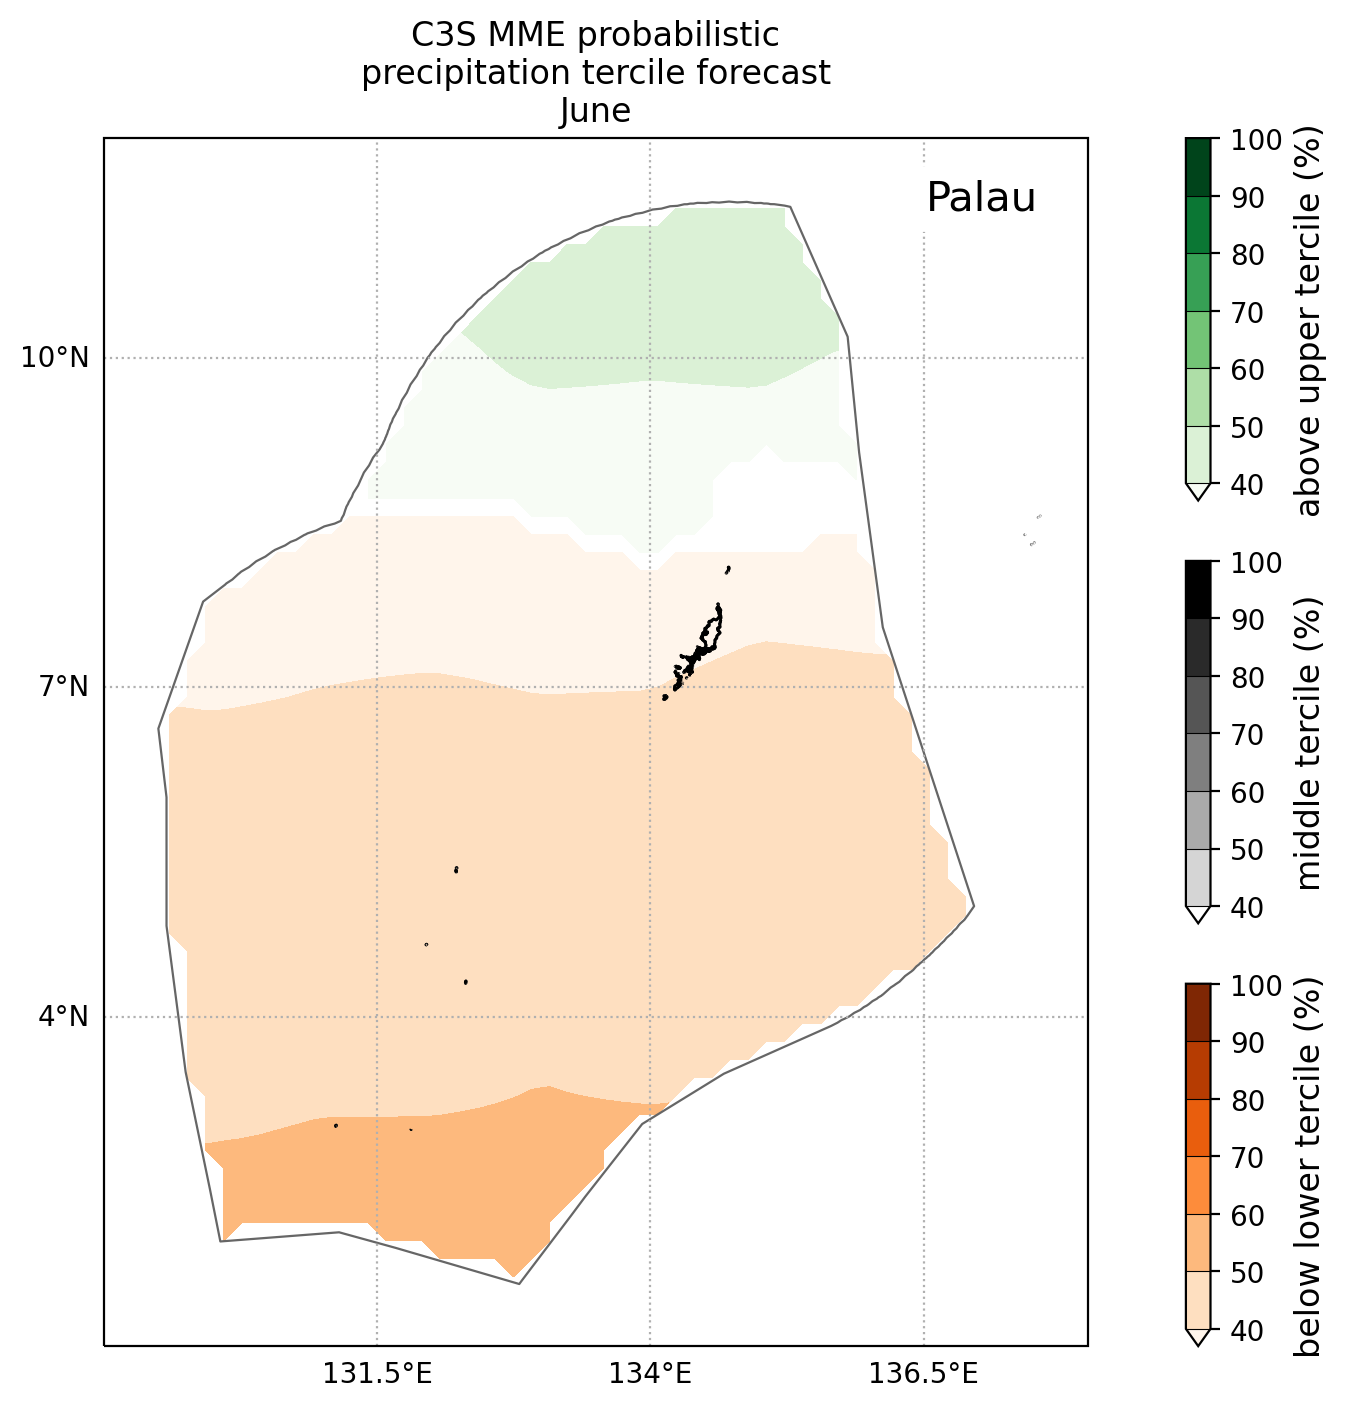 C3S MME probabilistic
precipitation tercile forecast
June
Palau
10°N
7°N
4°N
131.5°E
134°E
136.5°E
100
90
80
70
60
50
40
above upper tercile (%)
100
90
80
70
60
50
40
middle tercile (%)
100
90
80
70
60
50
40
below lower tercile (%)